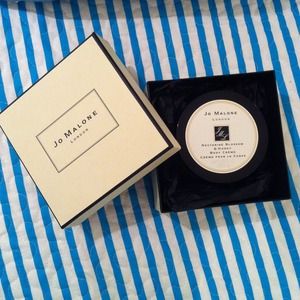 Jo Malone
London
Jo Malone
London
Nectarine Blossom
& Honey
Body Crème
Crème pour le Corps